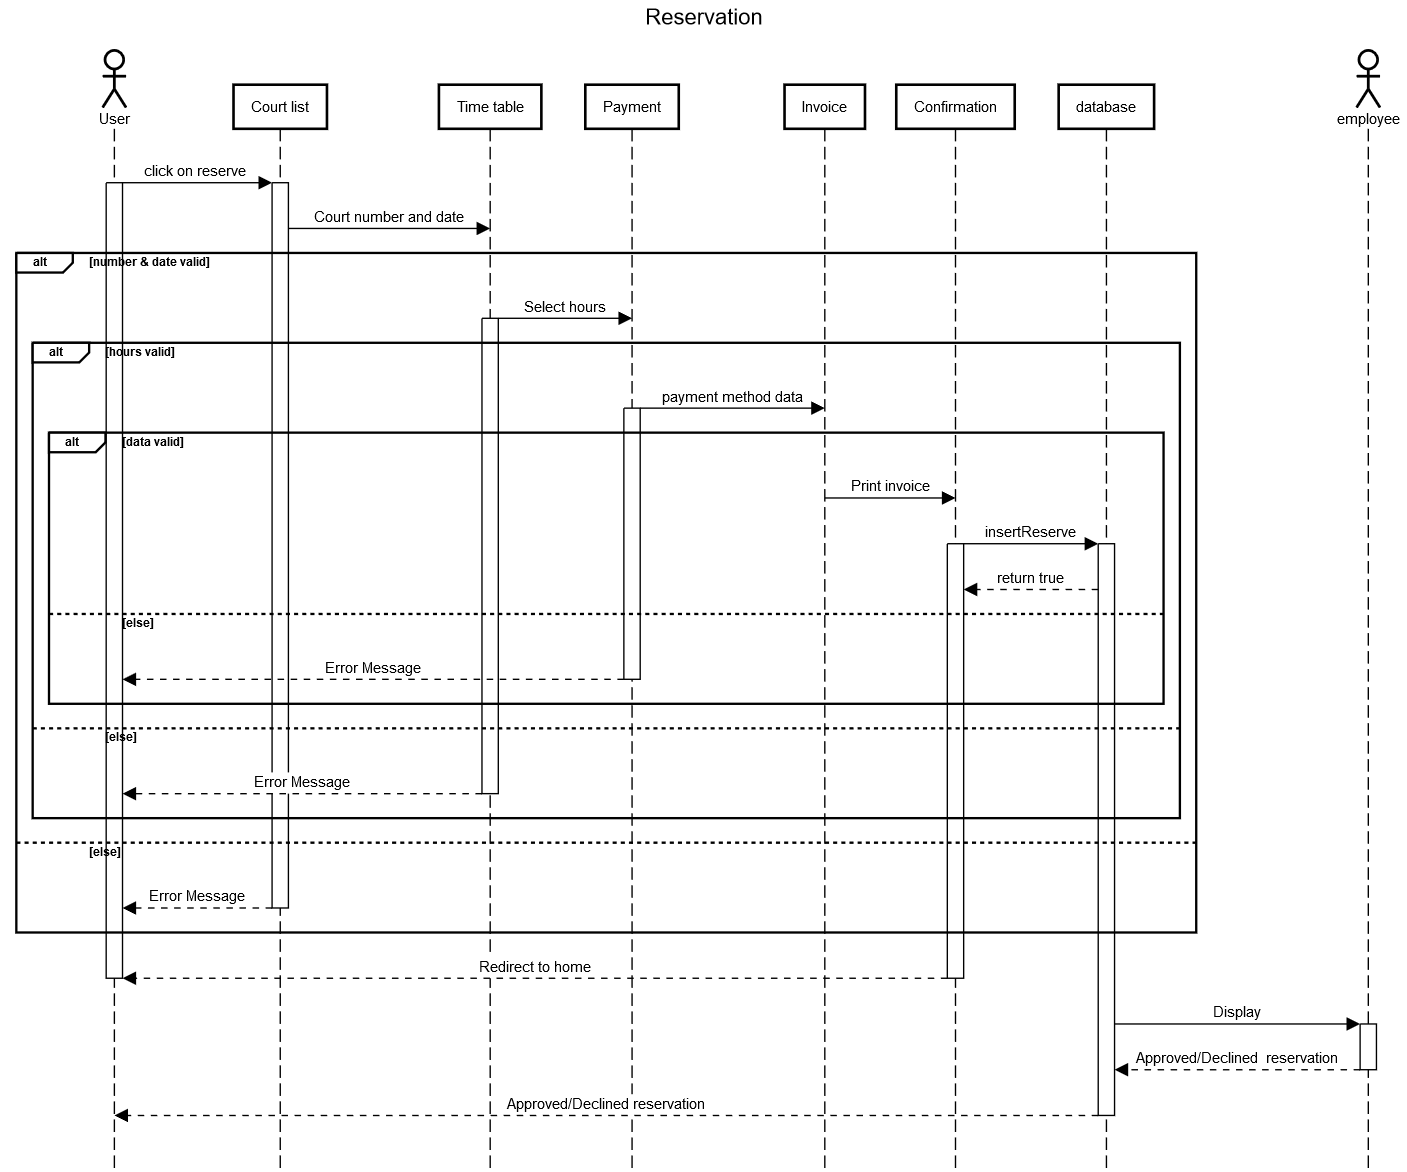 Reservation
User
Court list
Time table
Payment
Invoice
Confirmation
database
employee
click on reserve
Court number and date
alt
[number & date valid]
Select hours
alt
[hours valid]
payment method data
alt
[data valid]
Print invoice
insertReserve
return true
[else]
Error Message
[else]
Error Message
[else]
Error Message
Redirect to home
Display
Approved/Declined  reservation
Approved/Declined reservation